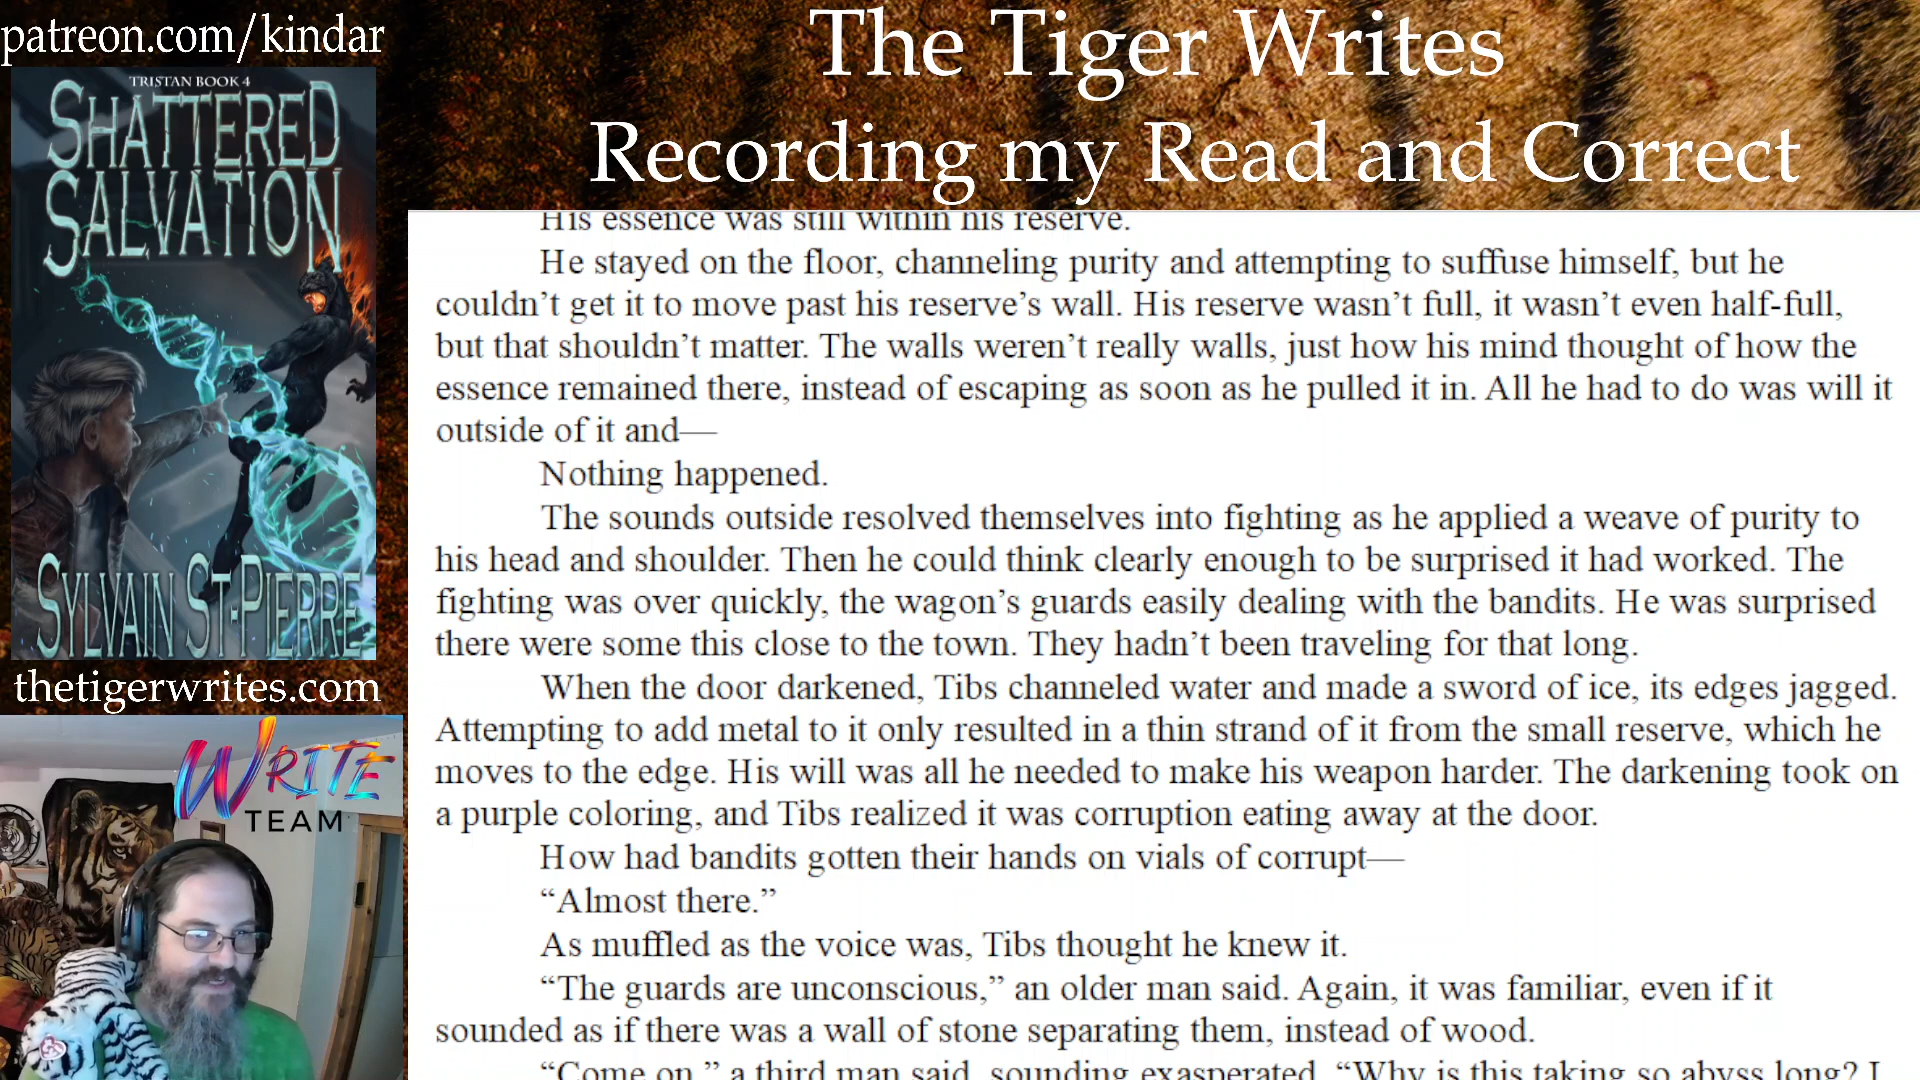 patreon.com/kindar
The Tiger Writes
Recording my Read and Correct
TRISTAN BOOK 4
SHATTERED
SALVATION
SYLVAIN ST-PIERRE
thetigerwrites.com
WRITE
TEAM
His essence was still within his reserve.
He stayed on the floor, channeling purity and attempting to suffuse himself, but he
couldn’t get it to move past his reserve’s wall. His reserve wasn’t full, it wasn’t even half-full,
but that shouldn’t matter. The walls weren’t really walls, just how his mind thought of how the
essence remained there, instead of escaping as soon as he pulled it in. All he had to do was will it
outside of it and—
Nothing happened.
The sounds outside resolved themselves into fighting as he applied a weave of purity to
his head and shoulder. Then he could think clearly enough to be surprised it had worked. The
fighting was over quickly, the wagon’s guards easily dealing with the bandits. He was surprised
there were some this close to the town. They hadn’t been traveling for that long.
When the door darkened, Tibs channeled water and made a sword of ice, its edges jagged.
Attempting to add metal to it only resulted in a thin strand of it from the small reserve, which he
moves to the edge. His will was all he needed to make his weapon harder. The darkening took on
a purple coloring, and Tibs realized it was corruption eating away at the door.
How had bandits gotten their hands on vials of corrupt—
“Almost there.”
As muffled as the voice was, Tibs thought he knew it.
“The guards are unconscious,” an older man said. Again, it was familiar, even if it
sounded as if there was a wall of stone separating them, instead of wood.
“Come on,” a third man said, sounding exasperated. “Why is this taking so abyss long? I